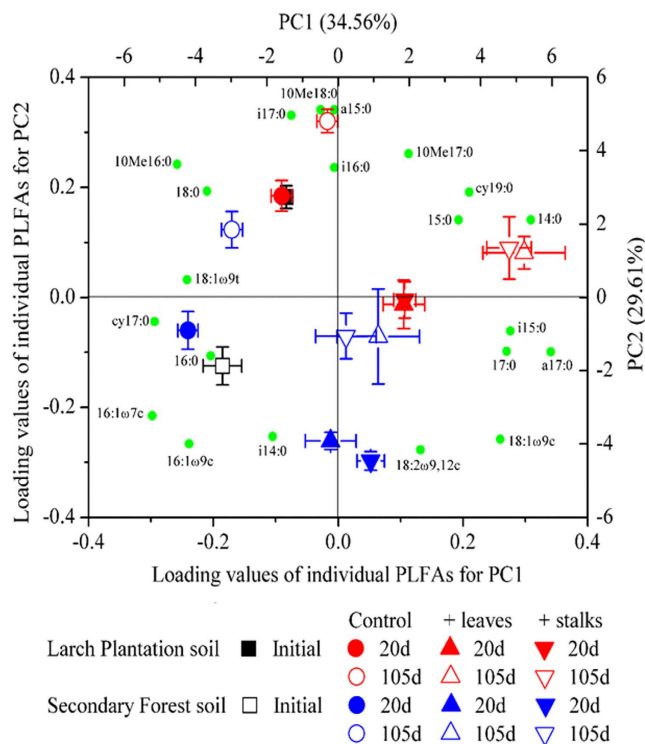 PC1 (34.56%)
-6 -4 -2 0 2 4 6
0.4 0.2 0.0 -0.2 -0.4
Loading values of individual PLFAs for PC2
6 4 2 0 -2 -4 -6
PC2 (29.61%)
10Me18:0
i17:0 a15:0
10Me16:0 i16:0 10Me17:0
18:0 cy19:0
15:0 14:0
18:1ω9t
cy17:0
16:0 i15:0
17:0 a17:0
16:1ω7c
16:1ω9c i14:0 18:2ω9,12c 18:1ω9c
-0.4 -0.2 0.0 0.2 0.4
Loading values of individual PLFAs for PC1
Control + leaves + stalks
Larch Plantation soil Initial 20d 20d 20d
105d 105d 105d
Secondary Forest soil Initial 20d 20d 20d
105d 105d 105d